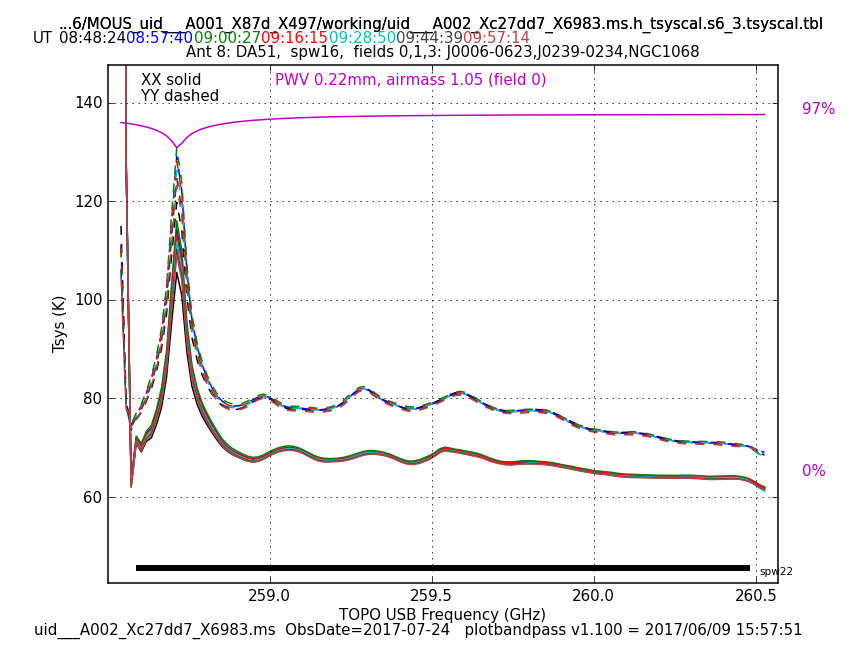 ...6/MOUS_uid___A001_X87d_X497/working/uid___A002_Xc27dd7_X6983.ms.h_tsyscal.s6_3.tsyscal.tbl
UT 08:48:24 08:57:40 09:00:27 09:16:15 09:28:50 09:44:39 09:57:14
Ant 8: DA51,  spw16,  fields 0,1,3: J0006-0623,J0239-0234,NGC1068
XX solid
PWV 0.22mm, airmass 1.05 (field 0)
YY dashed
140
97%
120
100
Tsys (K)
80
0%
60
spw22
259.0 259.5 260.0 260.5
TOPO USB Frequency (GHz)
uid___A002_Xc27dd7_X6983.ms  ObsDate=2017-07-24   plotbandpass v1.100 = 2017/06/09 15:57:51